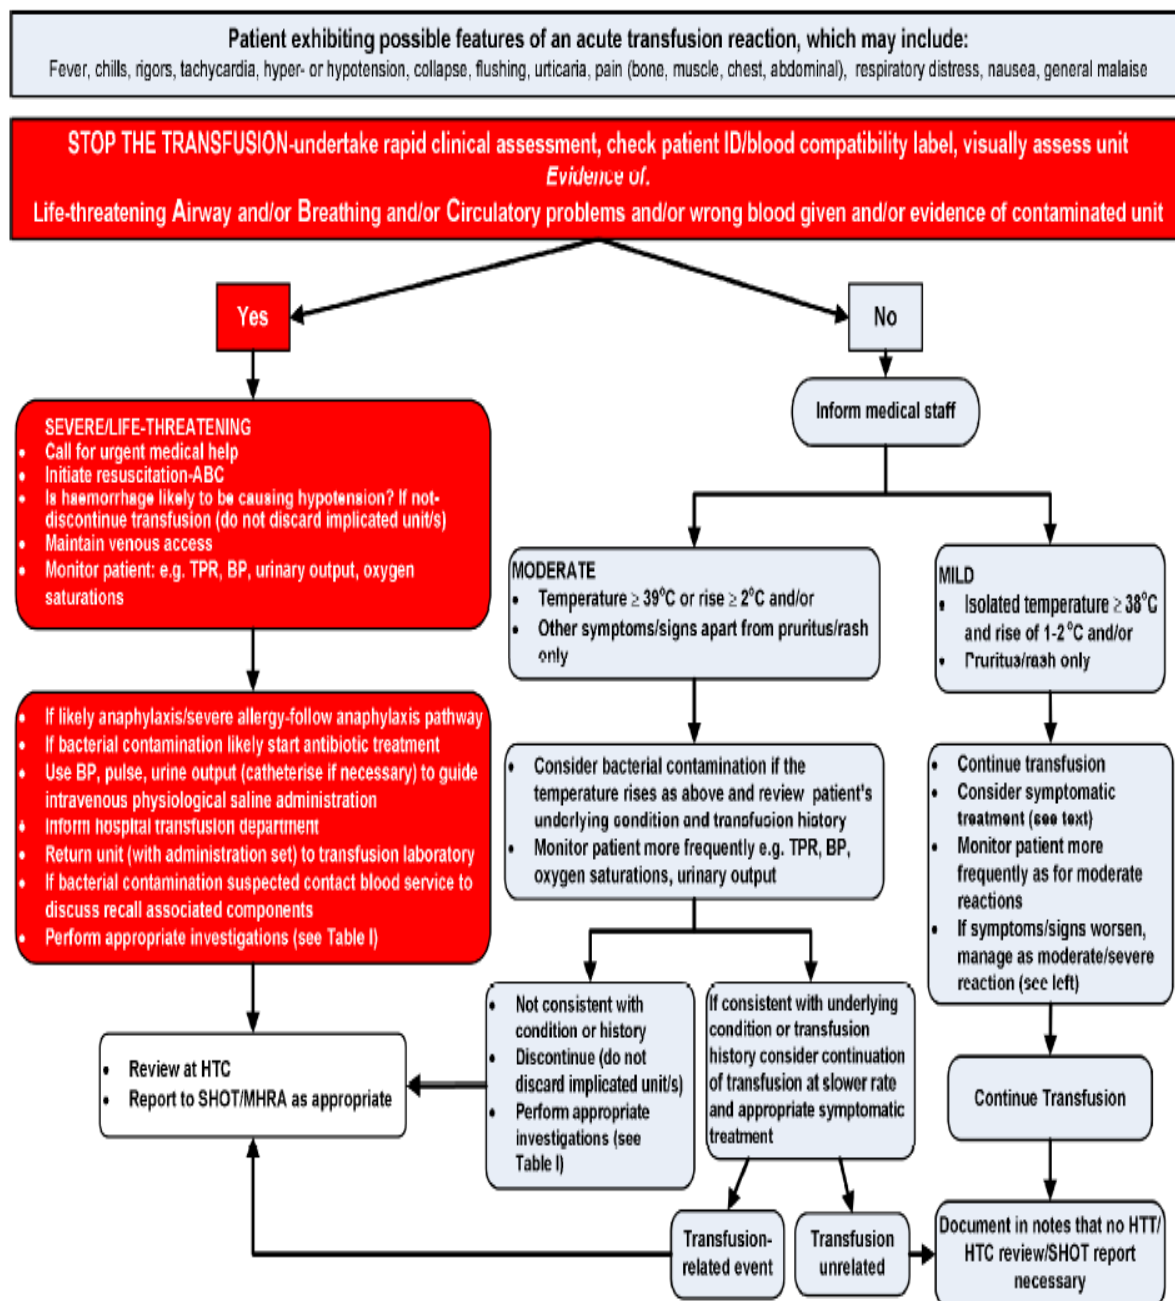 Patient exhibiting possible features of an acute transfusion reaction, which may include:
Fever, chills, rigors, tachycardia, hyper- or hypotension, collapse, flushing, urticaria, pain (bone, muscle, chest, abdominal), respiratory distress, nausea, general malaise
STOP THE TRANSFUSION-undertake rapid clinical assessment, check patient ID/blood compatibility label, visually assess unit
Evidence of.
Life-threatening Airway and/or Breathing and/or Circulatory problems and/or wrong blood given and/or evidence of contaminated unit
Yes
No
Inform medical staff
SEVERE/LIFE-THREATENING
• Call for urgent medical help
• Initiate resuscitation-ABC
• Is haemorrhage likely to be causing hypotension? If not-
discontinue transfusion (do not discard implicated unit/s)
• Maintain venous access
• Monitor patient: e.g. TPR, BP, urinary output, oxygen
saturations
MODERATE
• Temperature ≥ 39°C or rise ≥ 2°C and/or
• Other symptoms/signs apart from pruritus/rash
only
MILD
• Isolated temperature ≥ 38°C
and rise of 1-2°C and/or
• Pruritus/rash only
• If likely anaphylaxis/severe allergy-follow anaphylaxis pathway
• If bacterial contamination likely start antibiotic treatment
• Use BP, pulse, urine output (catheterise if necessary) to guide
intravenous physiological saline administration
• Inform hospital transfusion department
• Return unit (with administration set) to transfusion laboratory
• If bacterial contamination suspected contact blood service to
discuss recall associated components
• Perform appropriate investigations (see Table I)
• Consider bacterial contamination if the
temperature rises as above and review patient's
underlying condition and transfusion history
• Monitor patient more frequently e.g. TPR, BP,
oxygen saturations, urinary output
• Continue transfusion
• Consider symptomatic
treatment (see text)
• Monitor patient more
frequently as for moderate
reactions
• If symptoms/signs worsen,
manage as moderate/severe
reaction (see left)
• Not consistent with
condition or history
• Discontinue (do not
discard implicated unit/s)
• Perform appropriate
investigations (see
Table I)
If consistent with underlying
condition or transfusion
history consider continuation
of transfusion at slower rate
and appropriate symptomatic
treatment
• Review at HTC
• Report to SHOT/MHRA as appropriate
Continue Transfusion
Transfusion-
related event
Transfusion
unrelated
Document in notes that no HTT/
HTC review/SHOT report
necessary